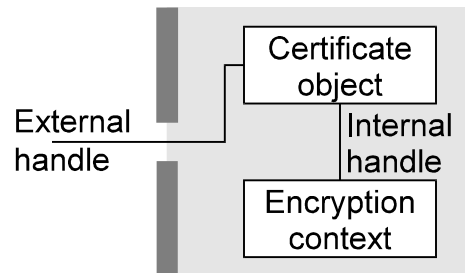 Certificate
object
External
handle
Internal
handle
Encryption
context